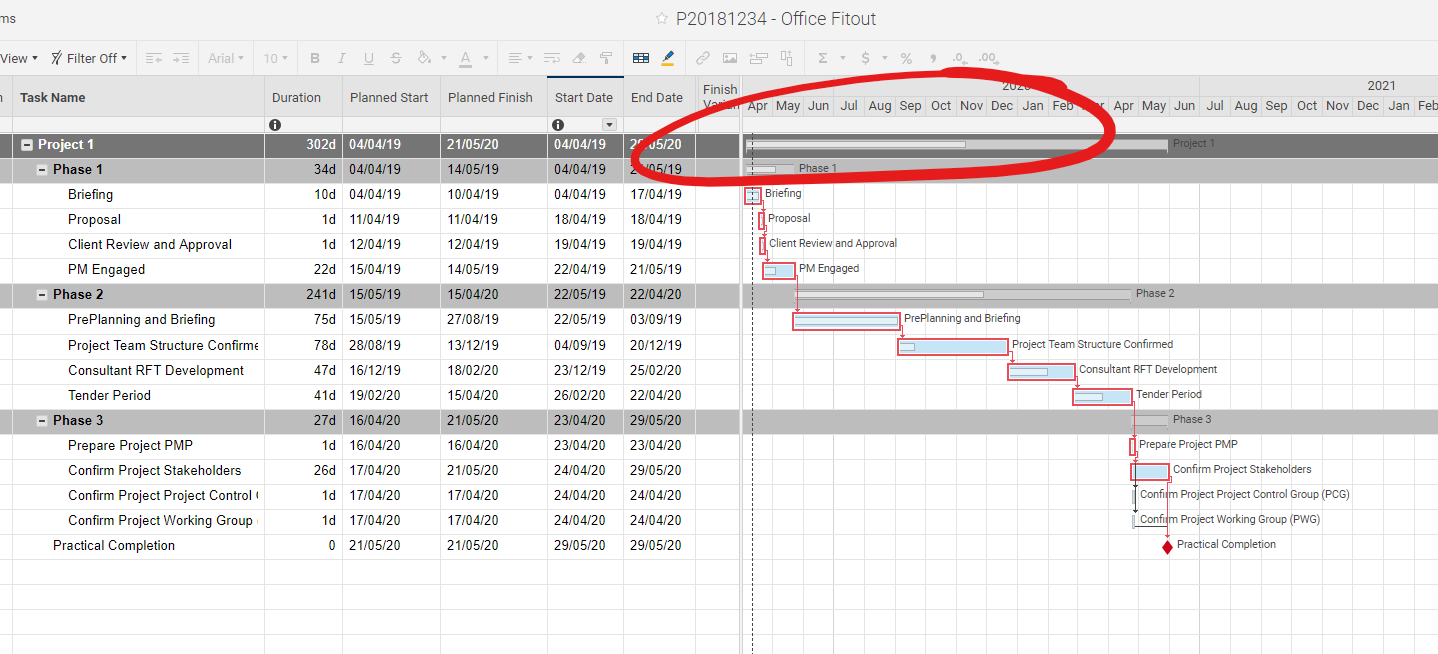 ms
P20181234 - Office Fitout
View Filter Off Arial 10 B I U S A Σ $ % , .0 .00
Task Name Duration Planned Start Planned Finish Start Date End Date Finish
2021
Apr May Jun Jul Aug Sep Oct Nov Dec Jan Feb Apr May Jun Jul Aug Sep Oct Nov Dec Jan Feb
Project 1 302d 04/04/19 21/05/20 04/04/19 Project 1
Phase 1 34d 04/04/19 14/05/19 04/04/19 Phase 1
Briefing 10d 04/04/19 10/04/19 04/04/19 17/04/19 Briefing
Proposal 1d 11/04/19 11/04/19 18/04/19 18/04/19 Proposal
Client Review and Approval 1d 12/04/19 12/04/19 19/04/19 19/04/19 Client Review and Approval
PM Engaged 22d 15/04/19 14/05/19 22/04/19 21/05/19 PM Engaged
Phase 2 241d 15/05/19 15/04/20 22/05/19 22/04/20 Phase 2
PrePlanning and Briefing 75d 15/05/19 27/08/19 22/05/19 03/09/19 PrePlanning and Briefing
Project Team Structure Confirme 78d 28/08/19 13/12/19 04/09/19 20/12/19 Project Team Structure Confirmed
Consultant RFT Development 47d 16/12/19 18/02/20 23/12/19 25/02/20 Consultant RFT Development
Tender Period 41d 19/02/20 15/04/20 26/02/20 22/04/20 Tender Period
Phase 3 27d 16/04/20 21/05/20 23/04/20 29/05/20 Phase 3
Prepare Project PMP 1d 16/04/20 16/04/20 23/04/20 23/04/20 Prepare Project PMP
Confirm Project Stakeholders 26d 17/04/20 21/05/20 24/04/20 29/05/20 Confirm Project Stakeholders
Confirm Project Project Control 1d 17/04/20 17/04/20 24/04/20 24/04/20 Confirm Project Project Control Group (PCG)
Confirm Project Working Group 1d 17/04/20 17/04/20 24/04/20 24/04/20 Confirm Project Working Group (PWG)
Practical Completion 0 21/05/20 21/05/20 29/05/20 29/05/20 Practical Completion